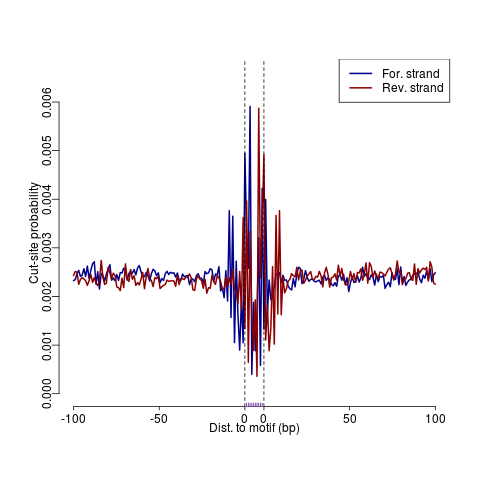 For. strand
Rev. strand
Cut-site probability
0.006
0.005
0.004
0.003
0.002
0.001
0.000
-100 -50 0 0 50 100
Dist. to motif (bp)